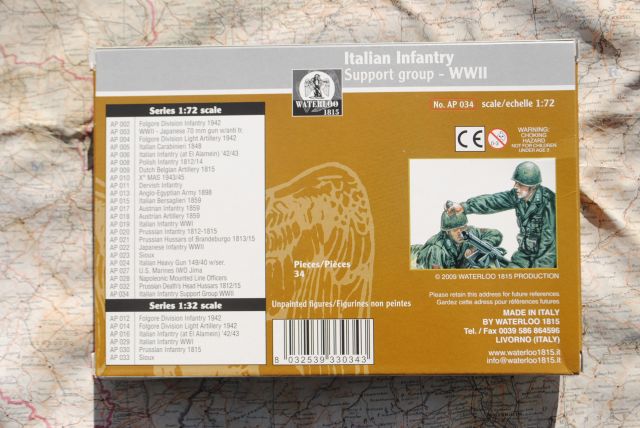 Italian Infantry
Support group - WWII
WATERLOO
1815
No. AP 034 scale/echelle 1:72
Series 1:72 scale
AP 002 Folgore Division Infantry 1942
AP 003 WWII - Japanese 70 mm gun w/anti tt
AP 004 Folgore Division Light Artillery 1942
AP 005 Italian Carabinieri 1848
AP 006 Italian Infantry (at El Alamein) '42/43
AP 008 Polish Infantry 1812/14
AP 009 Dutch Belgian Artillery 1815
AP 010 X° MAS 1943/45
AP 011 Dervish Infantry
AP 013 Anglo-Egyptian Army 1898
AP 015 Italian Bersaglieri 1859
AP 017 Austrian Infantry 1859
AP 018 Austrian Artillery 1859
AP 019 Italian Infantry WWI
AP 020 Prussian Infantry 1812-1815
AP 021 Prussian Hussars of Brandeburgo 1813/15
AP 022 Japanese Infantry WWII
AP 023 Sioux
AP 024 Italian Heavy Gun 149/40 w/ser.
AP 027 U.S. Marines IWO Jima
AP 028 Napoleonic Mounted Line Officers
AP 032 Prussian Death's Head Hussars 1812/15
AP 034 Italian Infantry Support Group WWII
Series 1:32 scale
AP 012 Folgore Division Infantry 1942
AP 014 Folgore Division Light Artillery 1942
AP 016 Italian Infantry (at El Alamein) '42/43
AP 029 Italian Infantry WWI
AP 030 Prussian Infantry 1815
AP 033 Sioux
Pieces/Pièces
34
Unpainted figures/Figurines non peintes
8 032539 330343
CE
0-3
WARNING:
CHOKING
HAZARD
NOT FOR CHILDREN
UNDER AGE 3
© 2009 WATERLOO 1815 PRODUCTION
Please retain this address for future references.
Gardez cette adress pour références future
MADE IN ITALY
BY WATERLOO 1815
Tel. / Fax 0039 586 864596
LIVORNO (ITALY)
www.waterloo1815.it
info@waterloo1815.it